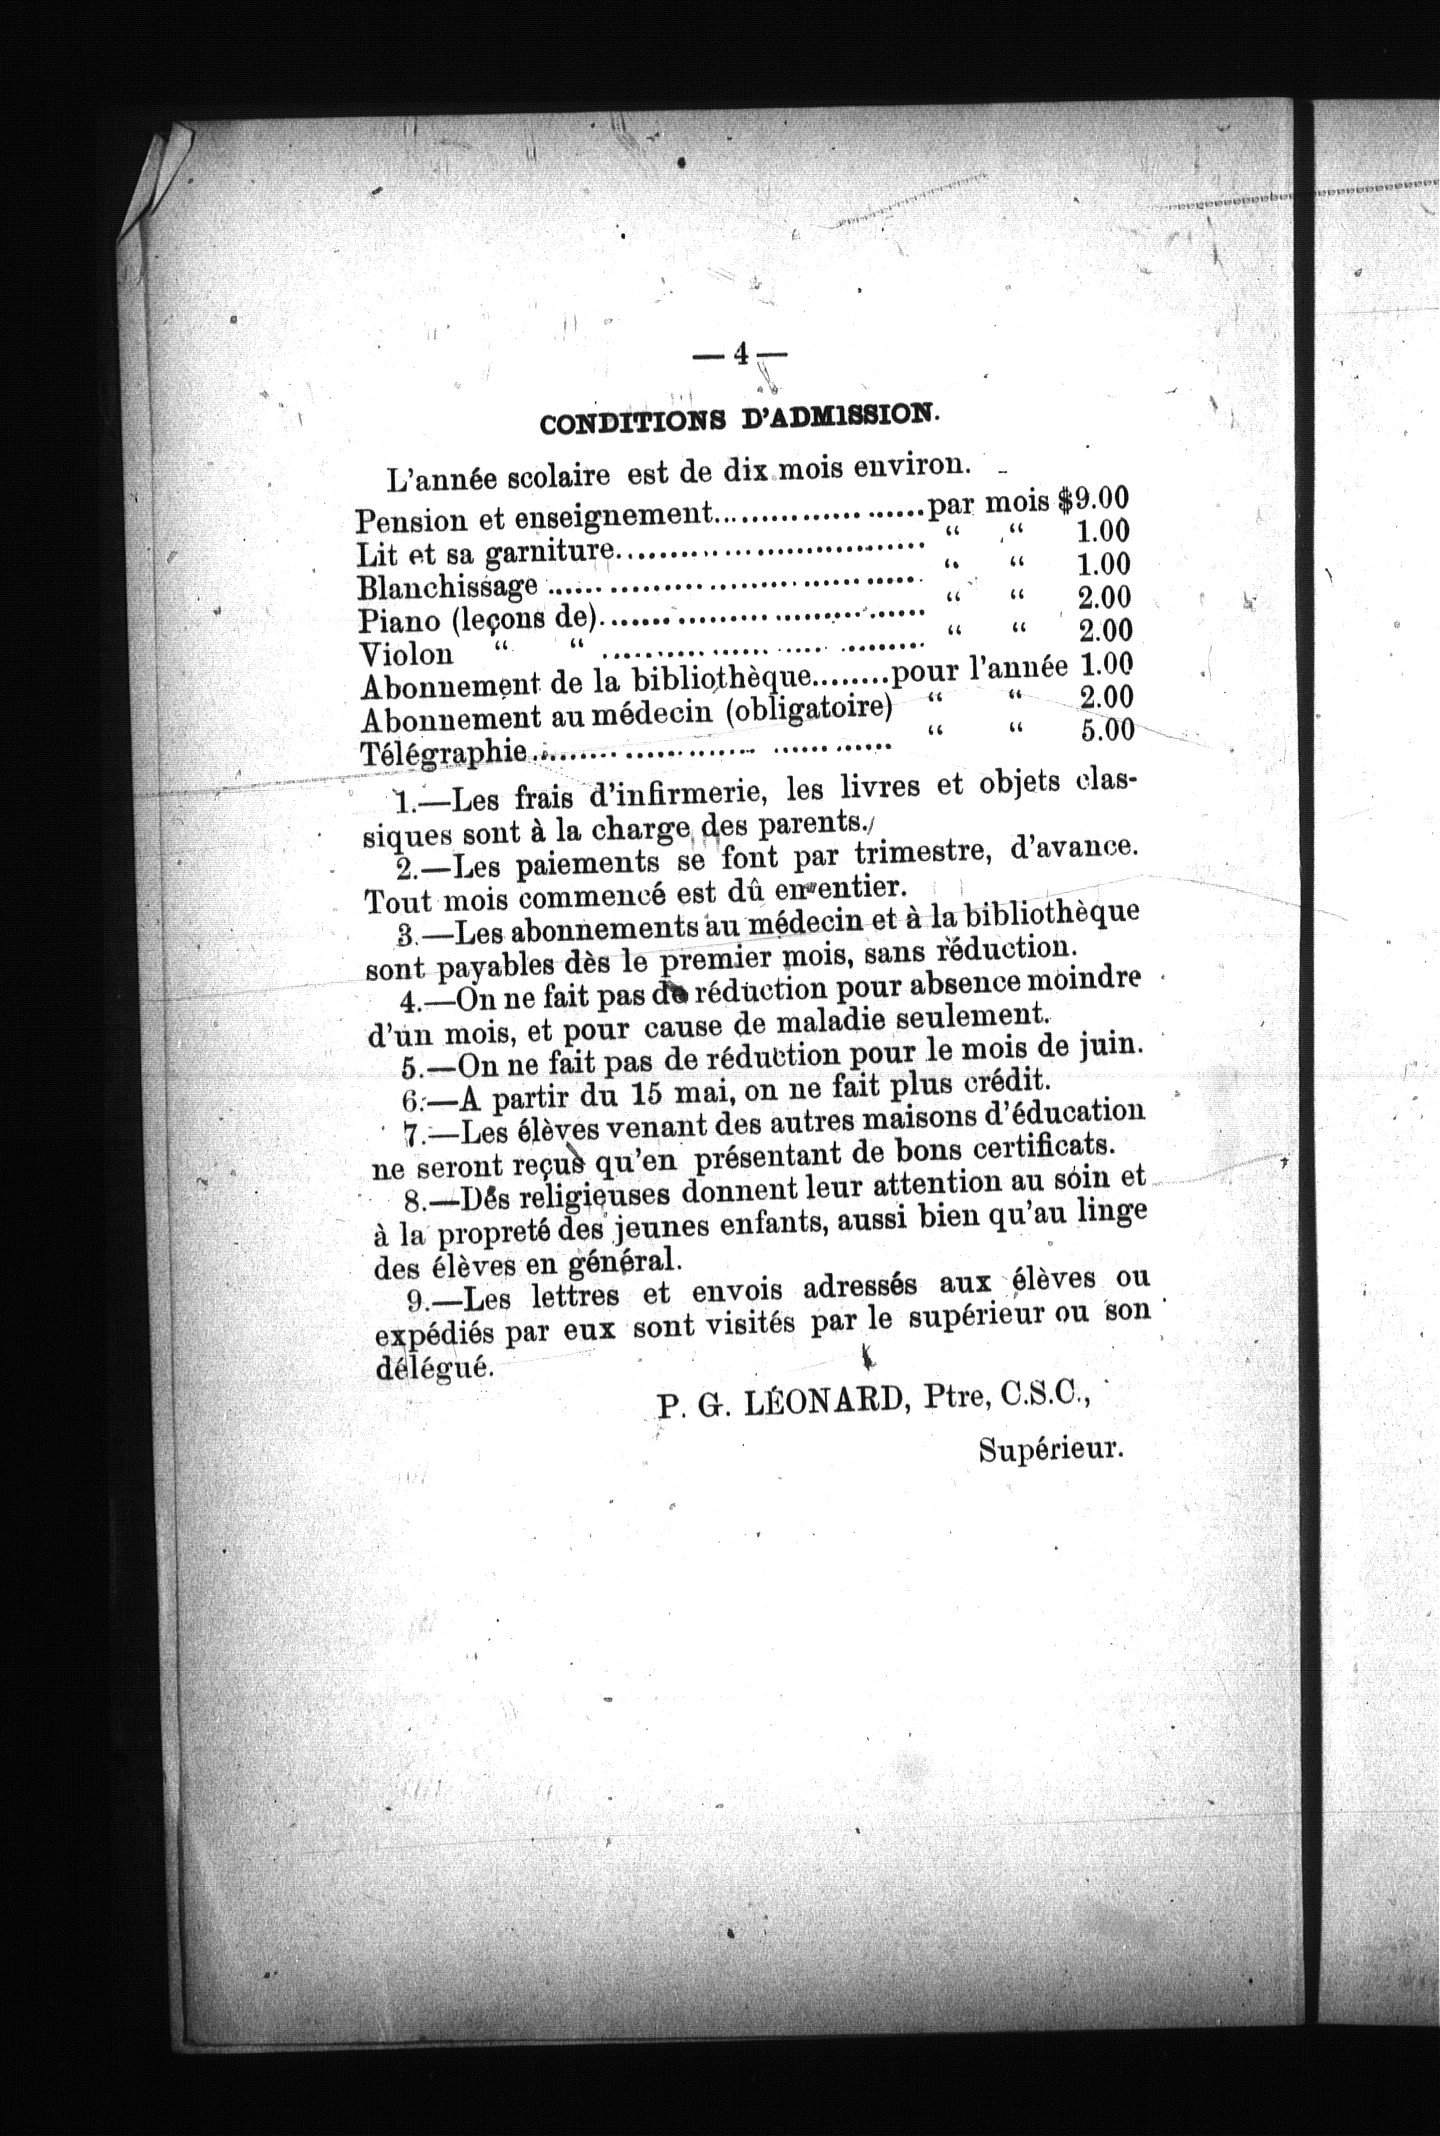 — 4 —
CONDITIONS D'ADMISSION.
L'année scolaire est de dix mois environ.
Pension et enseignement.....................par mois $9.00
Lit et sa garniture.............................. “ “ 1.00
Blanchissage ..................................... “ “ 1.00
Piano (leçons de)................................ “ “ 2.00
Violon “ “ ................................ “ “ 2.00
Abonnement de la bibliothèque........pour l'année 1.00
Abonnement au médecin (obligatoire) “ “ 2.00
Télégraphie.................................... “ “ 5.00
1.—Les frais d'infirmerie, les livres et objets clas-
siques sont à la charge des parents.
2.—Les paiements se font par trimestre, d'avance.
Tout mois commencé est dû en entier.
3.—Les abonnements au médecin et à la bibliothèque
sont payables dès le premier mois, sans réduction.
4.—On ne fait pas de réduction pour absence moindre
d'un mois, et pour cause de maladie seulement.
5.—On ne fait pas de réduction pour le mois de juin.
6.—A partir du 15 mai, on ne fait plus crédit.
7.—Les élèves venant des autres maisons d'éducation
ne seront reçus qu'en présentant de bons certificats.
8.—Des religieuses donnent leur attention au soin et
à la propreté des jeunes enfants, aussi bien qu'au linge
des élèves en général.
9.—Les lettres et envois adressés aux élèves ou
expédiés par eux sont visités par le supérieur ou son
délégué.
P. G. LÉONARD, Ptre, C.S.C.,
Supérieur.